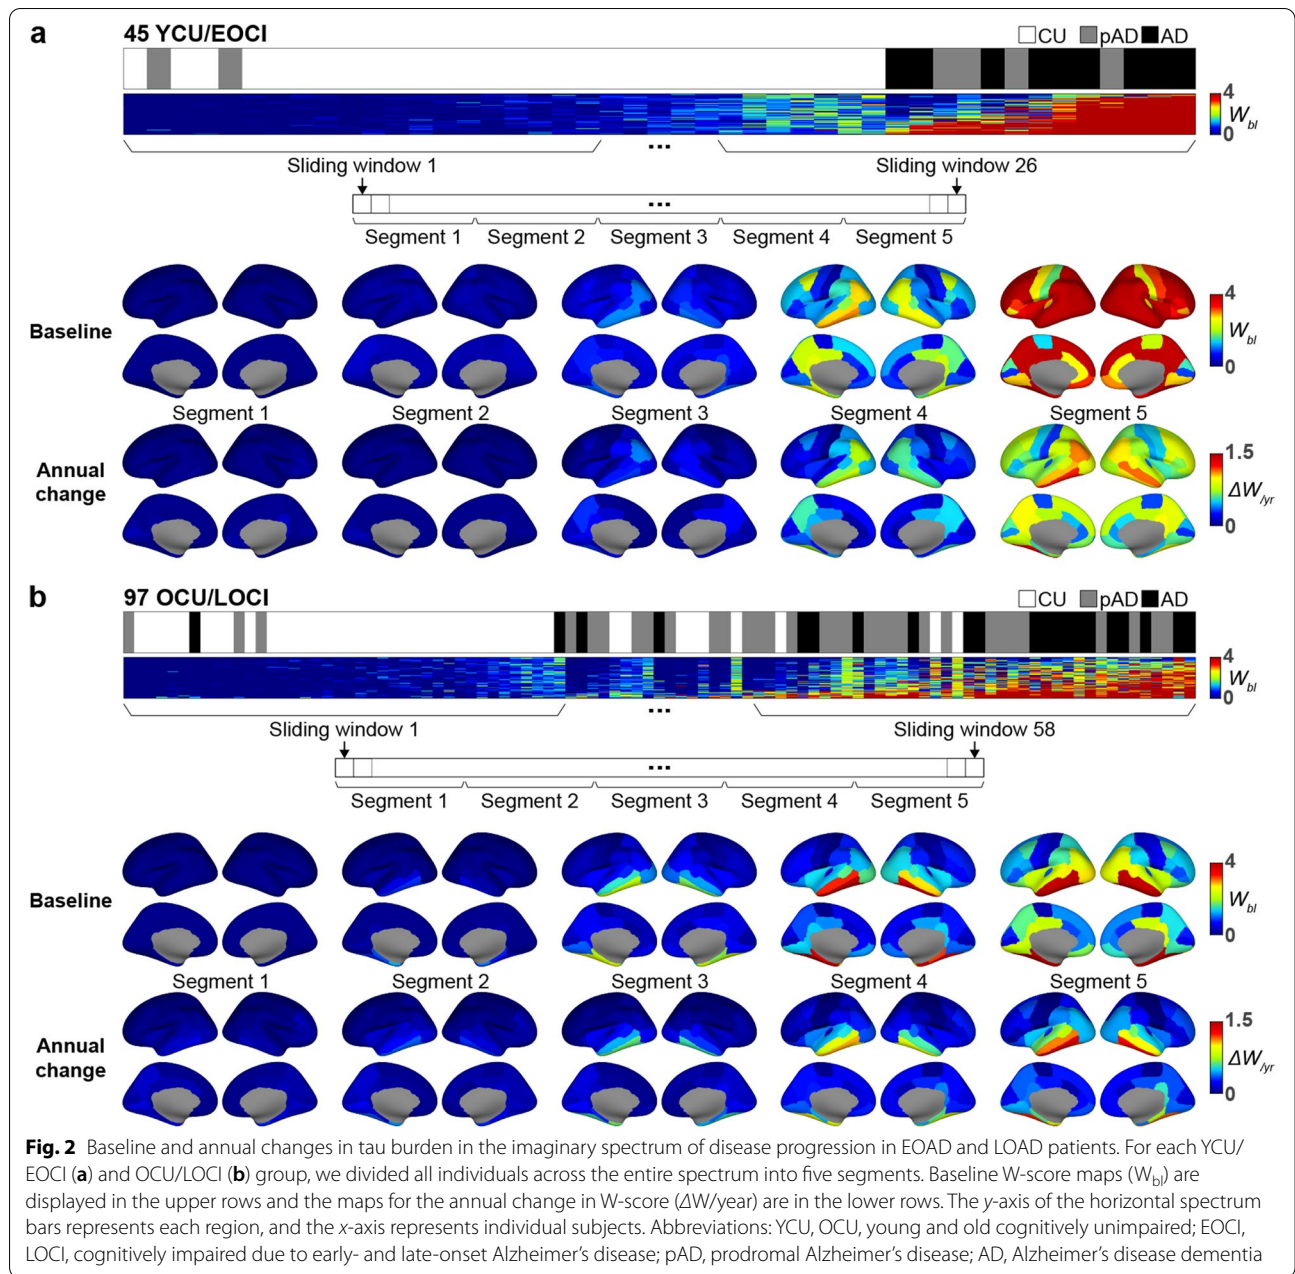 a
45 YCU/EOCI
CU pAD AD
4
W bl
0
...
Sliding window 1
Sliding window 26
...
Segment 1 Segment 2 Segment 3 Segment 4 Segment 5
Baseline
4
W bl
0
Segment 1 Segment 2 Segment 3 Segment 4 Segment 5
Annual
change
1.5
ΔW /yr
0
b
97 OCU/LOCI
CU pAD AD
4
W bl
0
...
Sliding window 1
Sliding window 58
...
Segment 1 Segment 2 Segment 3 Segment 4 Segment 5
Baseline
4
W bl
0
Segment 1 Segment 2 Segment 3 Segment 4 Segment 5
Annual
change
1.5
ΔW /yr
0
Fig. 2 Baseline and annual changes in tau burden in the imaginary spectrum of disease progression in EOAD and LOAD patients. For each YCU/
EOCI (a) and OCU/LOCI (b) group, we divided all individuals across the entire spectrum into five segments. Baseline W-score maps (Wbl) are
displayed in the upper rows and the maps for the annual change in W-score (ΔW/year) are in the lower rows. The y-axis of the horizontal spectrum
bars represents each region, and the x-axis represents individual subjects. Abbreviations: YCU, OCU, young and old cognitively unimpaired; EOCI,
LOCI, cognitively impaired due to early- and late-onset Alzheimer's disease; pAD, prodromal Alzheimer's disease; AD, Alzheimer's disease dementia